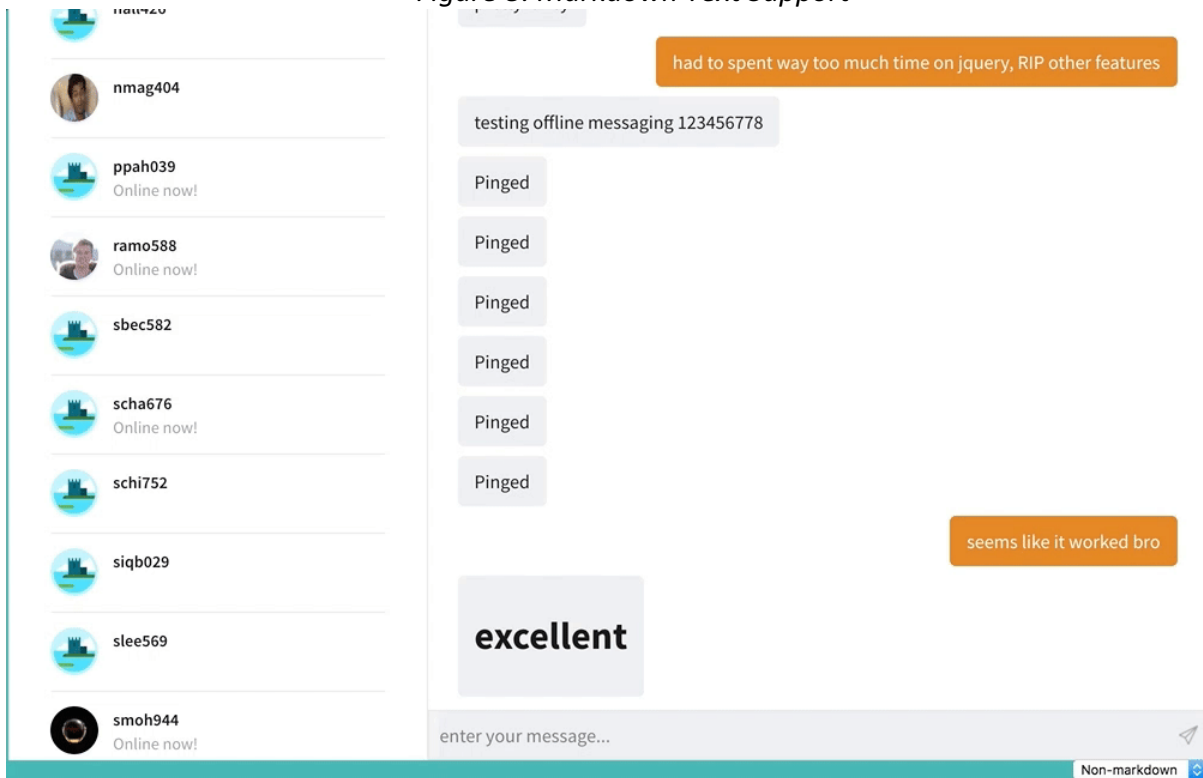 nmag404
ppah039
Online now!
ramo588
Online now!
sbec582
scha676
Online now!
schi752
siqb029
slee569
smoh944
Online now!
had to spent way too much time on jquery, RIP other features
testing offline messaging 123456778
Pinged
Pinged
Pinged
Pinged
Pinged
Pinged
seems like it worked bro
excellent
enter your message...
Non-markdown